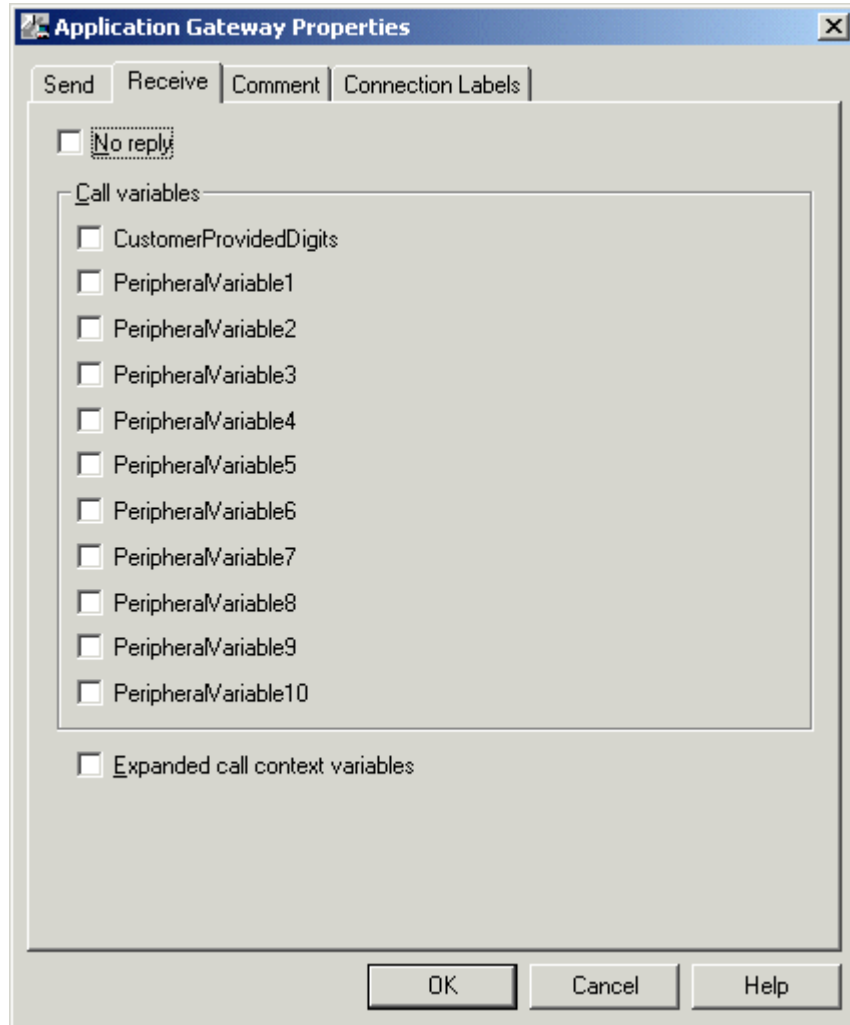 Application Gateway Properties
Send Receive Comment Connection Labels
No reply
Call variables
CustomerProvidedDigits
PeripheralVariable1
PeripheralVariable2
PeripheralVariable3
PeripheralVariable4
PeripheralVariable5
PeripheralVariable6
PeripheralVariable7
PeripheralVariable8
PeripheralVariable9
PeripheralVariable10
Expanded call context variables
OK Cancel Help